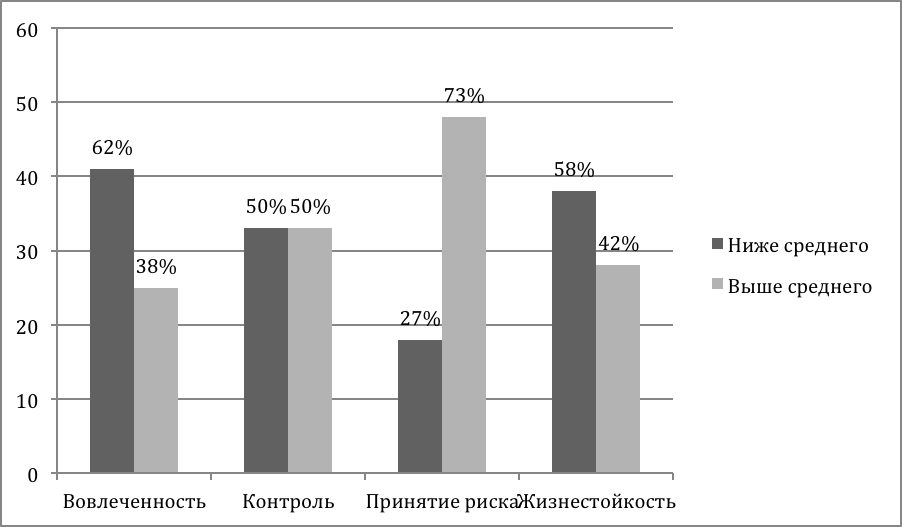 60
50
40
30
20
10
0
62%
38%
50%
50%
27%
73%
58%
42%
Вовлеченность
Контроль
Принятие риска
Жизнестойкость
Ниже среднего
Выше среднего